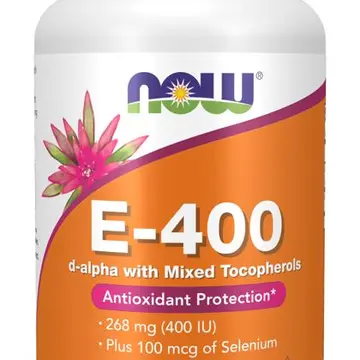 NOW®
E-400
d-alpha with Mixed Tocopherols
Antioxidant Protection*
• 268 mg (400 IU)
• Plus 100 mcg of Selenium